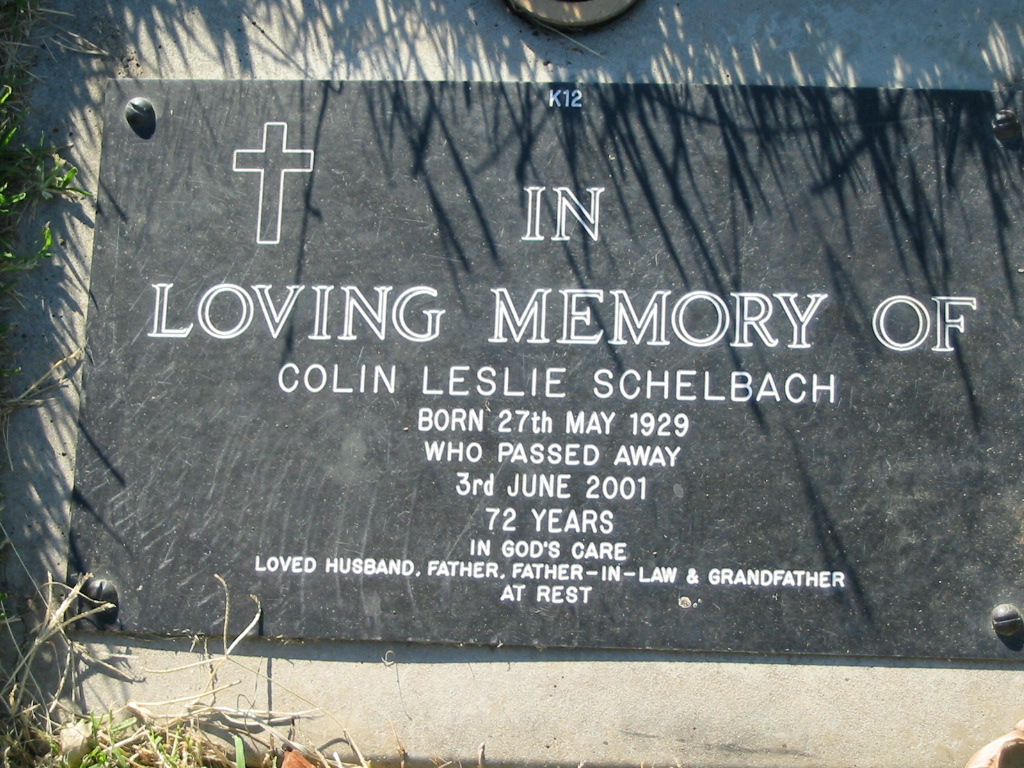 K12
IN
LOVING MEMORY OF
COLIN LESLIE SCHELBACH
BORN 27th MAY 1929
WHO PASSED AWAY
3rd JUNE 2001
72 YEARS
IN GOD'S CARE
LOVED HUSBAND, FATHER, FATHER-IN-LAW & GRANDFATHER
AT REST